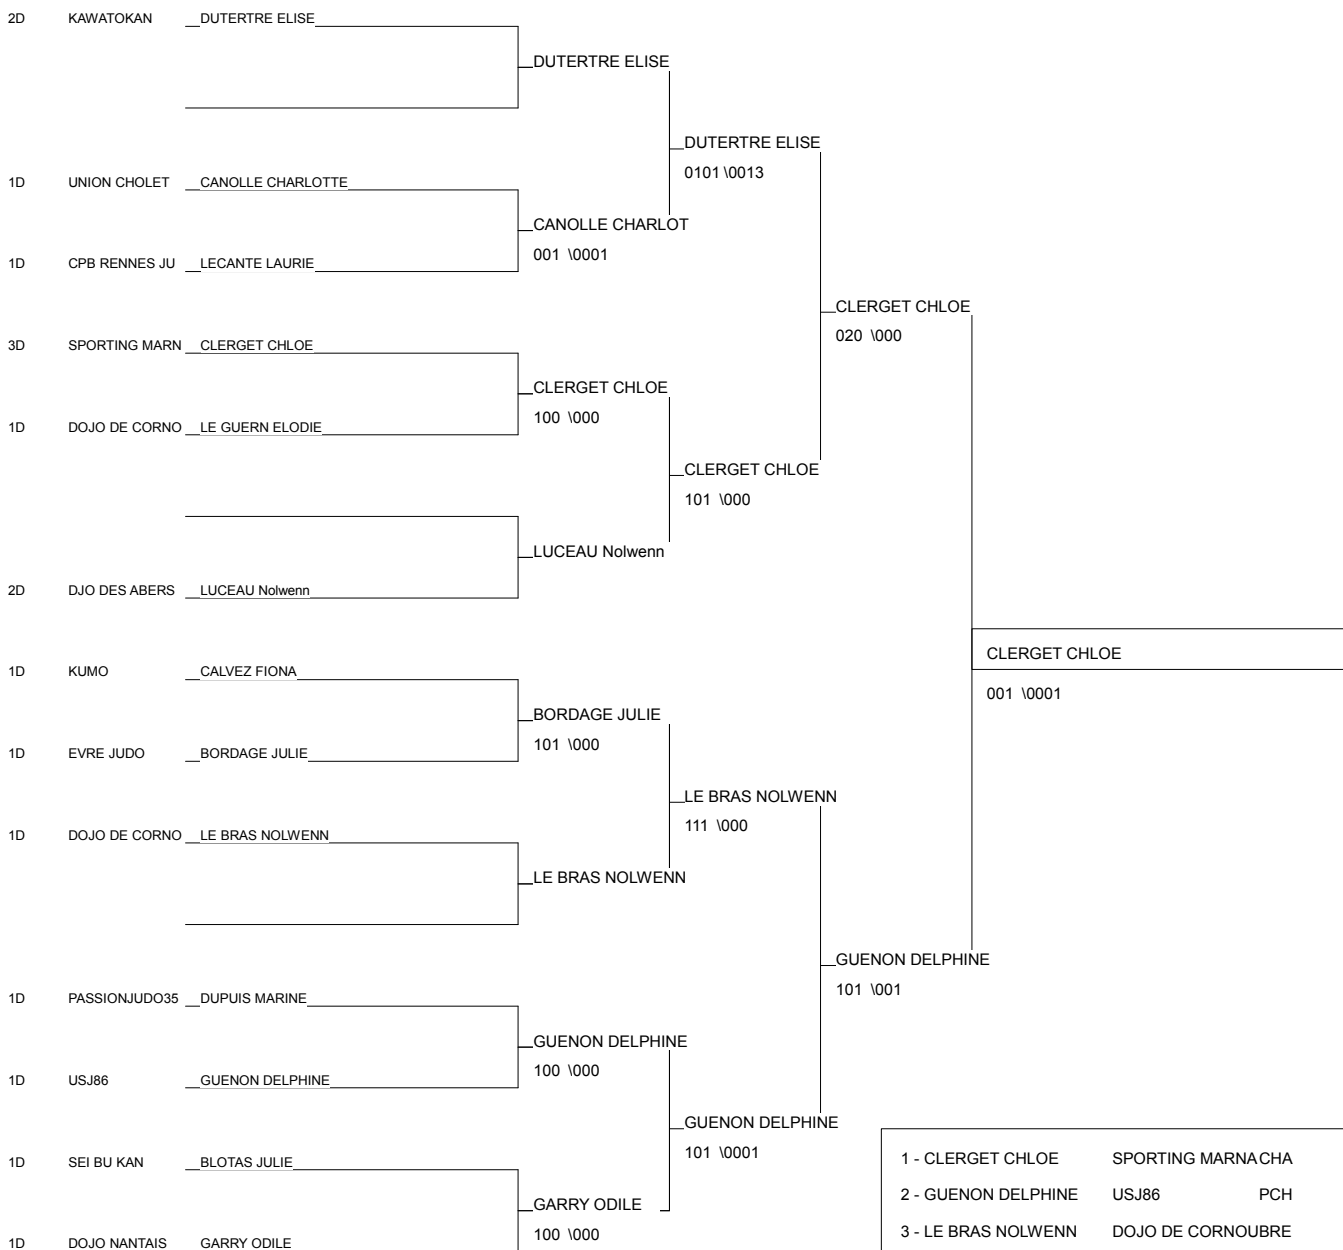 2D KAWATOKAN DUTERTRE ELISE
DUTERTRE ELISE
DUTERTRE ELISE
0101 \0013
1D UNION CHOLET CANOLLE CHARLOTTE
CANOLLE CHARLOT
001 \0001
1D CPB RENNES JU LECANTE LAURIE
CLERGET CHLOE
020 \000
3D SPORTING MARN CLERGET CHLOE
CLERGET CHLOE
100 \000
1D DOJO DE CORNO LE GUERN ELODIE
CLERGET CHLOE
101 \000
LUCEAU Nolwenn
2D DJO DES ABERS LUCEAU Nolwenn
CLERGET CHLOE
001 \0001
1D KUMO CALVEZ FIONA
BORDAGE JULIE
101 \000
1D EVRE JUDO BORDAGE JULIE
LE BRAS NOLWENN
111 \000
1D DOJO DE CORNO LE BRAS NOLWENN
LE BRAS NOLWENN
GUENON DELPHINE
101 \001
1D PASSIONJUDO35 DUPUIS MARINE
GUENON DELPHINE
100 \000
1D USJ86 GUENON DELPHINE
GUENON DELPHINE
101 \0001
1D SEI BU KAN BLOTAS JULIE
GARRY ODILE
100 \000
1D DOJO NANTAIS GARRY ODILE
1 - CLERGET CHLOE SPORTING MARNA CHA
2 - GUENON DELPHINE USJ86 PCH
3 - LE BRAS NOLWENN DOJO DE CORNOUBRE